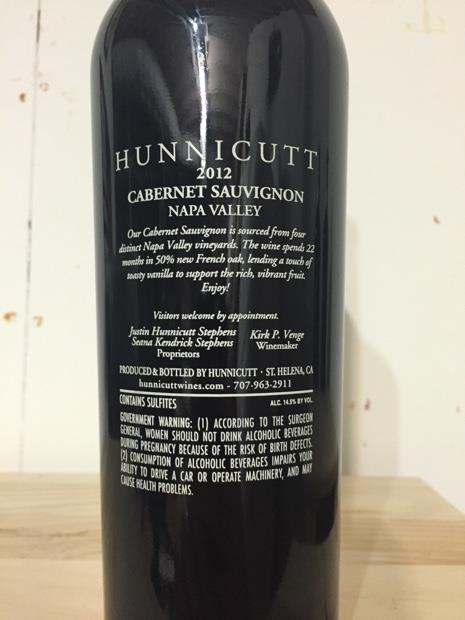 HUNNICUTT
2012
CABERNET SAUVIGNON
NAPA VALLEY
Our Cabernet Sauvignon is sourced from four
distinct Napa Valley vineyards. The wine spends 22
months in 50% new French oak, lending a touch of
toasty vanilla to support the rich, vibrant fruit.
Enjoy!
Visitors welcome by appointment.
Justin Hunnicutt Stephens
Seana Kendrick Stephens
Proprietors
Kirk P. Venge
Winemaker
PRODUCED & BOTTLED BY HUNNICUTT · ST. HELENA, CA
hunnicuttwines.com - 707-963-2911
CONTAINS SULFITES ALC. 14.5% BY VOL.
GOVERNMENT WARNING: (1) ACCORDING TO THE SURGEON
GENERAL, WOMEN SHOULD NOT DRINK ALCOHOLIC BEVERAGES
DURING PREGNANCY BECAUSE OF THE RISK OF BIRTH DEFECTS.
(2) CONSUMPTION OF ALCOHOLIC BEVERAGES IMPAIRS YOUR
ABILITY TO DRIVE A CAR OR OPERATE MACHINERY, AND MAY
CAUSE HEALTH PROBLEMS.